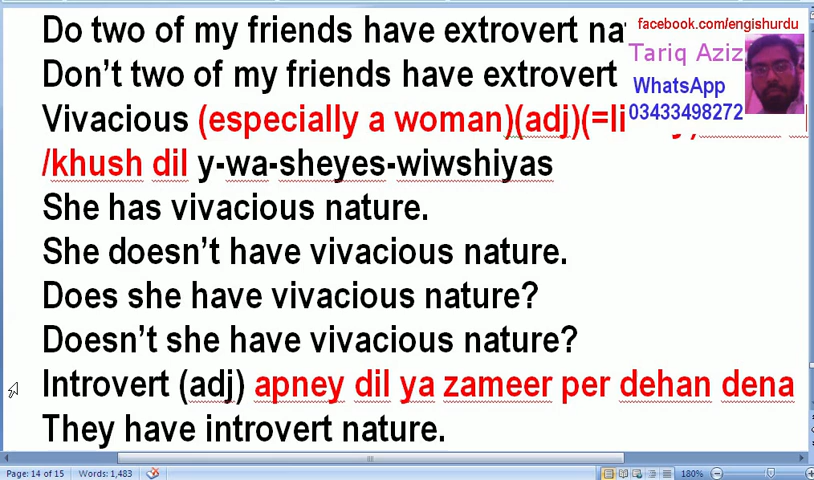 Do two of my friends have extrovert
facebook.com/engishurdu
Tariq Aziz
Don't two of my friends have extrovert
WhatsApp
03433498272
Vivacious (especially a woman)(adj)
/khush dil y-wa-sheyes-wiwshiyas
She has vivacious nature.
She doesn't have vivacious nature.
Does she have vivacious nature?
Doesn't she have vivacious nature?
Introvert (adj) apney dil ya zameer per dehan dena
They have introvert nature.
Page: 14 of 15 Words: 1,483 180%